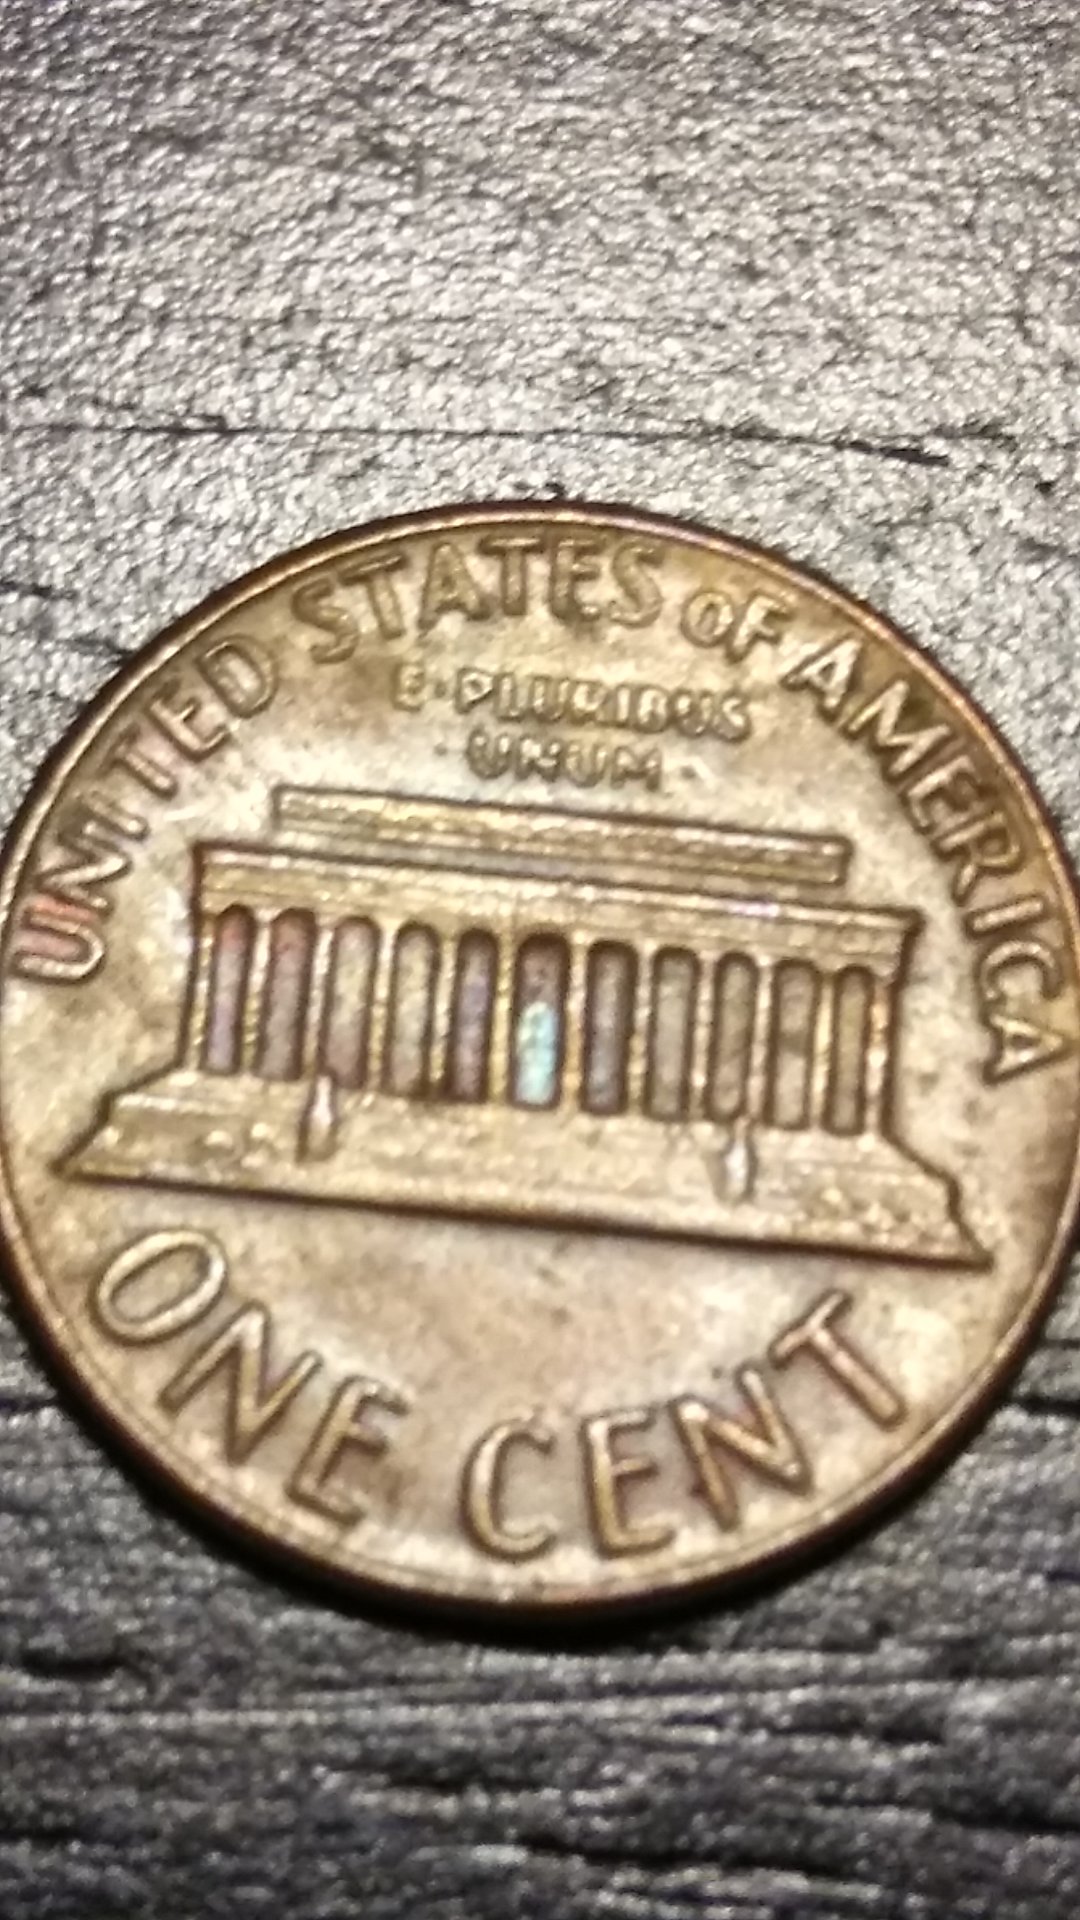 UNITED STATES OF AMERICA
E·PLURIBUS
·UNUM·
ONE CENT